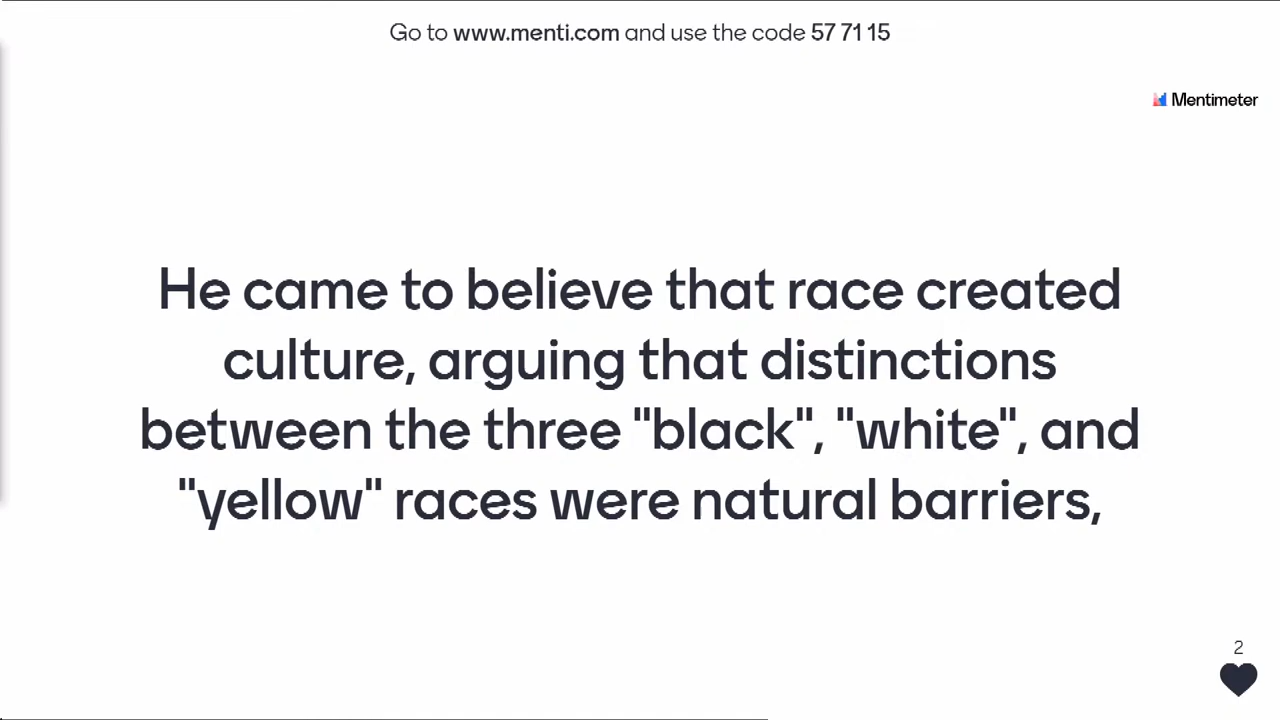 Go to www.menti.com and use the code 57 71 15
Mentimeter
He came to believe that race created
culture, arguing that distinctions
between the three "black", "white", and
"yellow" races were natural barriers,
2